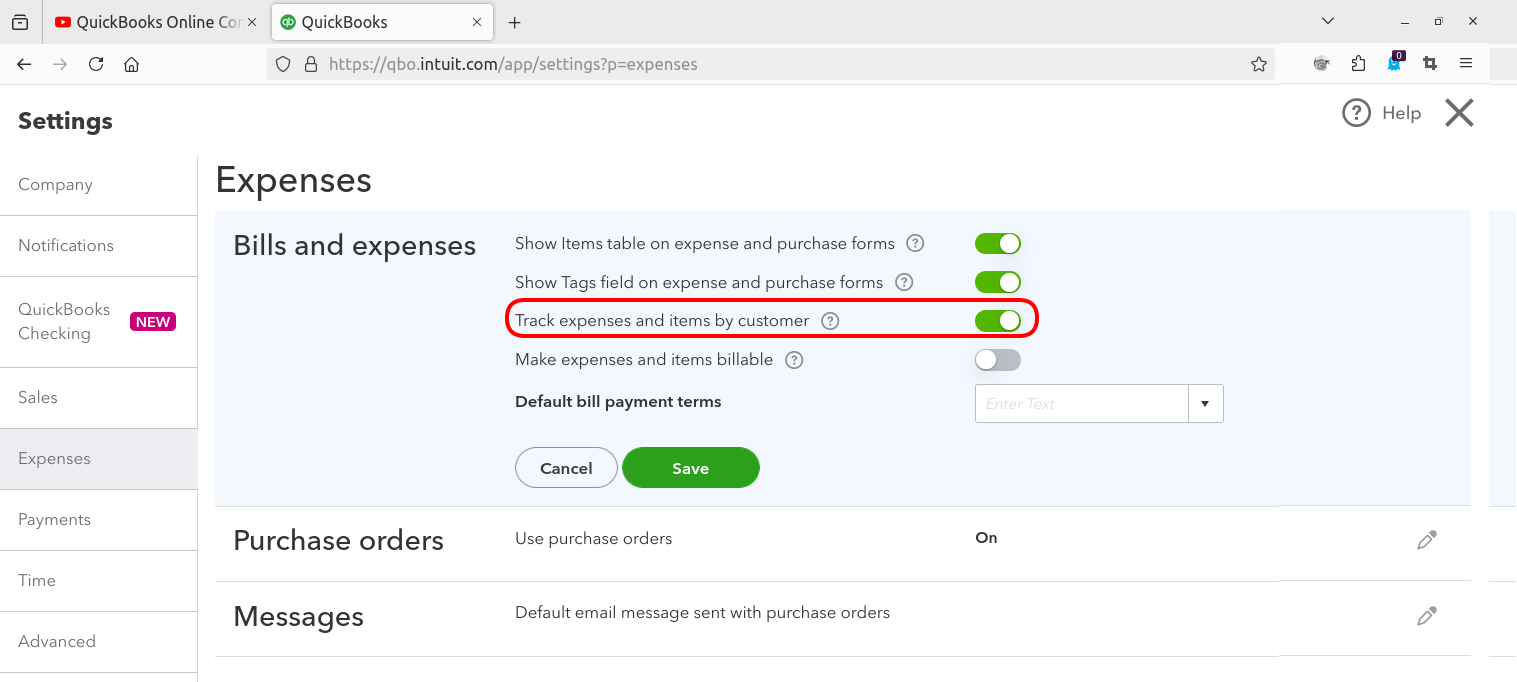 QuickBooks Online Cor
QuickBooks
https://qbo.intuit.com/app/settings?p=expenses
0
Settings
Help
Company
Notifications
QuickBooks
Checking
NEW
Sales
Expenses
Payments
Time
Advanced
Expenses
Bills and expenses
Show Items table on expense and purchase forms ?
Show Tags field on expense and purchase forms ?
Track expenses and items by customer ?
Make expenses and items billable ?
Default bill payment terms
Enter Text
Cancel
Save
Purchase orders
Use purchase orders
On
Messages
Default email message sent with purchase orders